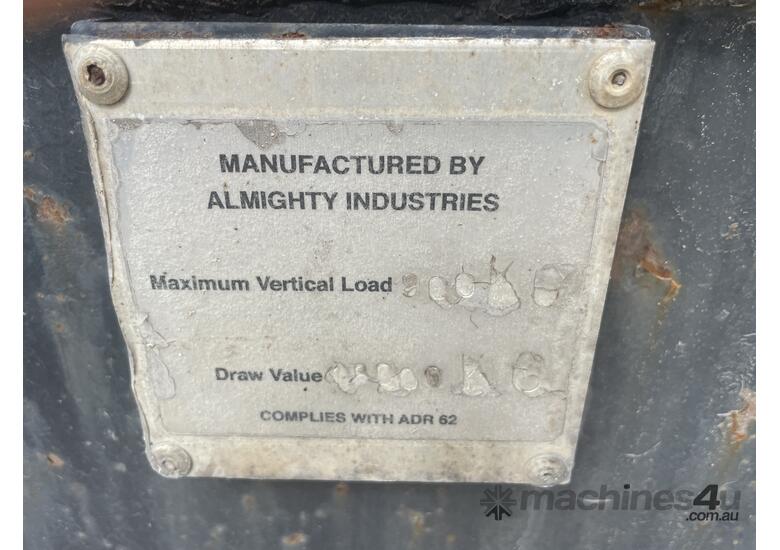 MANUFACTURED BY
ALMIGHTY INDUSTRIES
Maximum Vertical Load
Draw Value
COMPLIES WITH ADR 62
machines4u
.com.au